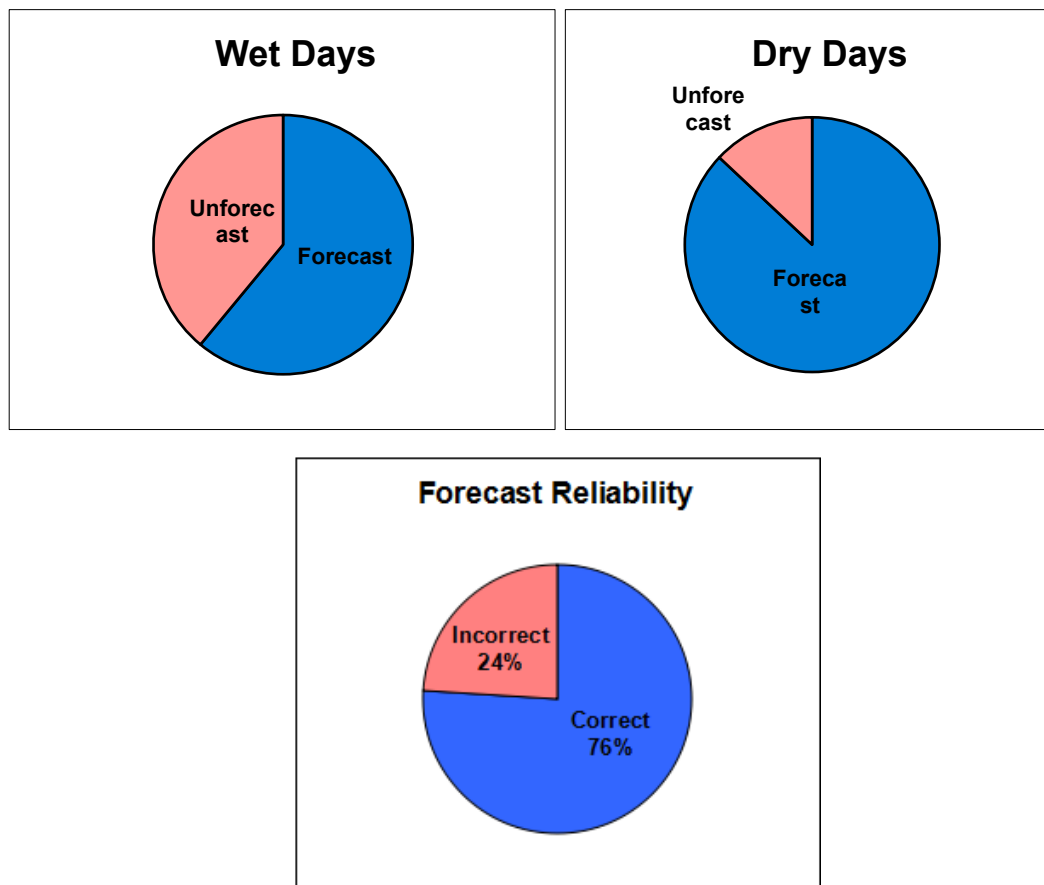 Wet Days
Unforec
ast
Forecast
Dry Days
Unfore
cast
Foreca
st
Forecast Reliability
Incorrect
24%
Correct
76%